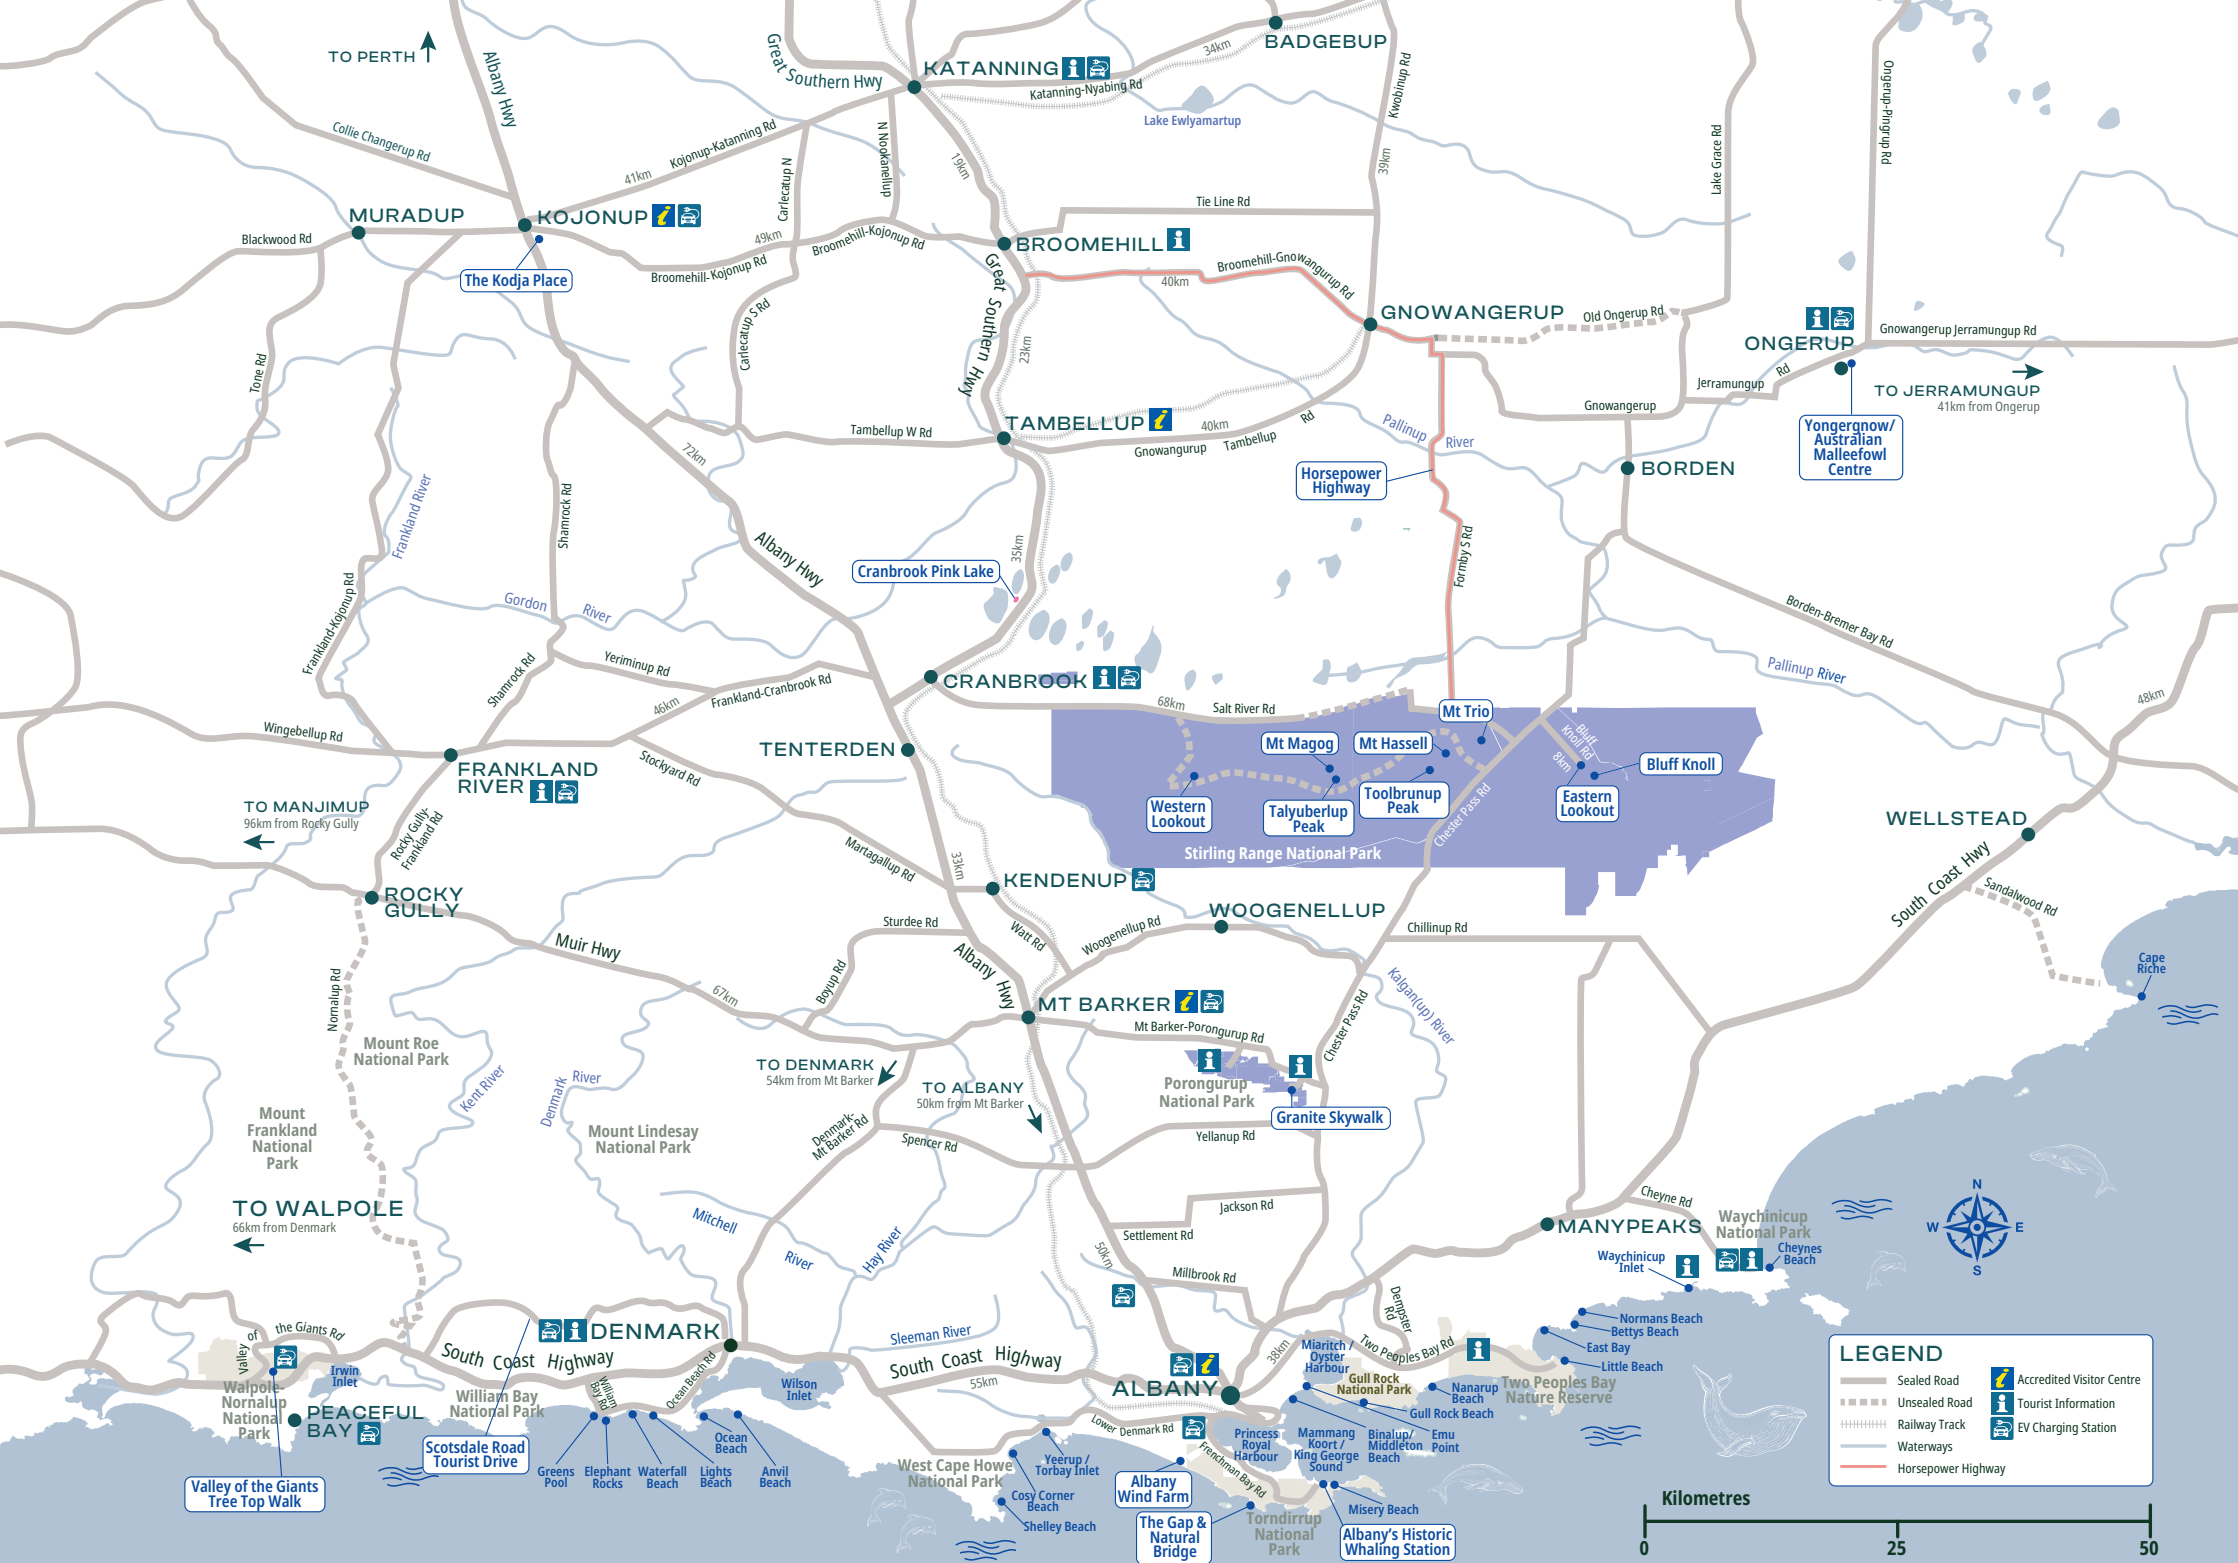 TO PERTH
Albany Hwy
Great Southern Hwy
KATANNING
BADGEBUP
34km
Katanning-Nyabing Rd
Lake Ewlyamartup
Kwobinup Rd
39km
Lake Grace Rd
Ongerup-Pingrup Rd
Collie Changerup Rd
41km
Kojonup-Katanning Rd
N Nookanellup
Carlecatup N
19km
Tie Line Rd
MURADUP
KOJONUP
Blackwood Rd
The Kodja Place
49km
Broomehill-Kojonup Rd
Broomehill-Kojonup Rd
BROOMEHILL
Broomehill-Gnowangurup Rd
40km
GNOWANGERUP
Old Ongerup Rd
ONGERUP
Gnowangerup Jerramungup Rd
TO JERRAMUNGUP
41km from Ongerup
Jerramungup
Rd
Gnowangerup
Yongergnow/
Australian
Malleefowl
Centre
Tone Rd
Carlecatup S Rd
Great Southern Hwy
23km
TAMBELLUP
Tambellup W Rd
40km
Gnowangurup
Tambellup
Rd
Pallinup
River
Horsepower
Highway
BORDEN
72km
Frankland River
Shamrock Rd
Albany Hwy
35km
Cranbrook Pink Lake
Formby S Rd
Borden-Bremer Bay Rd
Pallinup River
48km
Frankland-Kojonup Rd
Gordon
River
Yeriminup Rd
Shamrock Rd
46km
Frankland-Cranbrook Rd
CRANBROOK
68km
Salt River Rd
Wingebellup Rd
FRANKLAND
RIVER
Stockyard Rd
TENTERDEN
Mt Trio
Mt Magog
Mt Hassell
Bluff
Knoll Rd
8km
Bluff Knoll
Western
Lookout
Talyuberlup
Peak
Toolbrunup
Peak
Eastern
Lookout
Chester Pass Rd
Stirling Range National Park
TO MANJIMUP
96km from Rocky Gully
Rocky Gully-
Frankland Rd
ROCKY
GULLY
Martagallup Rd
33km
KENDENUP
WOOGENELLUP
WELLSTEAD
South Coast Hwy
Sandalwood Rd
Cape
Riche
Muir Hwy
Sturdee Rd
Watt Rd
Woogenellup Rd
Chillinup Rd
Nornalup Rd
67km
Boyup Rd
Albany Hwy
MT BARKER
Kalgan(up) River
Mt Barker-Porongurup Rd
Chester Pass Rd
Mount Roe
National Park
TO DENMARK
54km from Mt Barker
TO ALBANY
50km from Mt Barker
Porongurup
National Park
Granite Skywalk
Kent River
Denmark
River
Mount
Frankland
National
Park
Mount Lindesay
National Park
Denmark-
Mt Barker Rd
Spencer Rd
Yellanup Rd
TO WALPOLE
66km from Denmark
Mitchell
River
Hay River
Jackson Rd
Settlement Rd
50km
Millbrook Rd
MANYPEAKS
Cheyne Rd
Waychinicup
National Park
Waychinicup
Inlet
Cheynes
Beach
N
W
E
S
Valley of the Giants Rd
DENMARK
South Coast Highway
Sleeman River
South Coast Highway
55km
38km
Dempster
Rd
Two Peoples Bay Rd
Normans Beach
Bettys Beach
East Bay
Little Beach
Two Peoples Bay
Nature Reserve
Miaritch /
Oyster
Harbour
Gull Rock
National Park
Nanarup
Beach
Gull Rock Beach
Emu
Point
Binalup/
Middleton
Beach
Walpole-
Nornalup
National
Park
Irwin
Inlet
PEACEFUL
BAY
William Bay
National Park
William
Bay Rd
Ocean Beach Rd
Wilson
Inlet
ALBANY
Lower Denmark Rd
Scotsdale Road
Tourist Drive
Greens
Pool
Elephant
Rocks
Waterfall
Beach
Lights
Beach
Ocean
Beach
Anvil
Beach
West Cape Howe
National Park
Yeerup /
Torbay Inlet
Cosy Corner
Beach
Shelley Beach
Valley of the Giants
Tree Top Walk
Albany
Wind Farm
Frenchman Bay Rd
Princess
Royal
Harbour
Mammang
Koort /
King George
Sound
Misery Beach
The Gap &
Natural
Bridge
Torndirrup
National
Park
Albany's Historic
Whaling Station
LEGEND
Sealed Road
Unsealed Road
Railway Track
Waterways
Horsepower Highway
Accredited Visitor Centre
Tourist Information
EV Charging Station
Kilometres
0
25
50